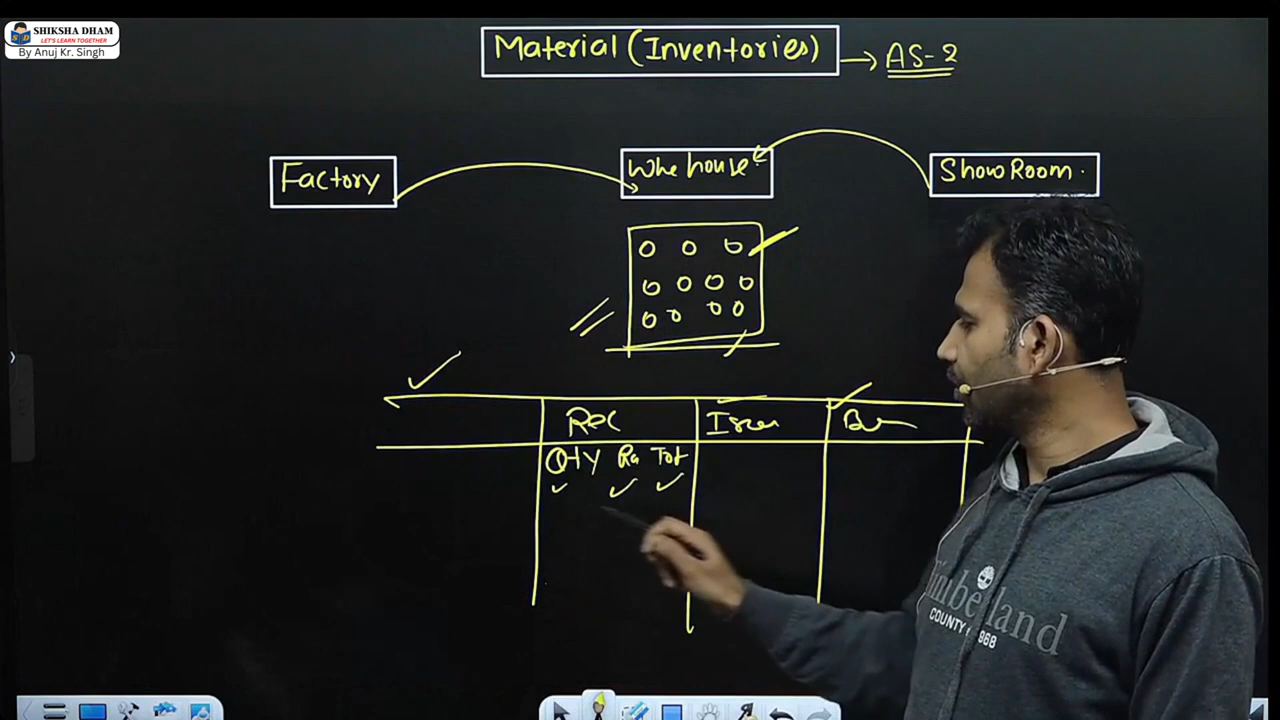 SHIKSHA DHAM
LET'S LEARN TOGETHER
By Anuj Kr. Singh
Material (Inventories) → AS-2
Factory
Whe house
Show Room.
Rec
Qty Ra Tot
Timberland
COUNTY